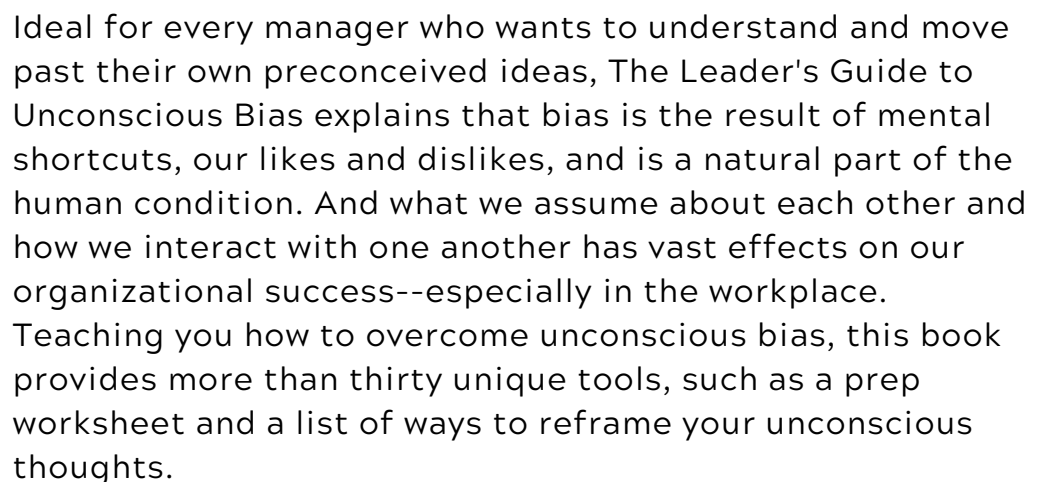 Ideal for every manager who wants to understand and move
past their own preconceived ideas, The Leader's Guide to
Unconscious Bias explains that bias is the result of mental
shortcuts, our likes and dislikes, and is a natural part of the
human condition. And what we assume about each other and
how we interact with one another has vast effects on our
organizational success--especially in the workplace.
Teaching you how to overcome unconscious bias, this book
provides more than thirty unique tools, such as a prep
worksheet and a list of ways to reframe your unconscious
thoughts.